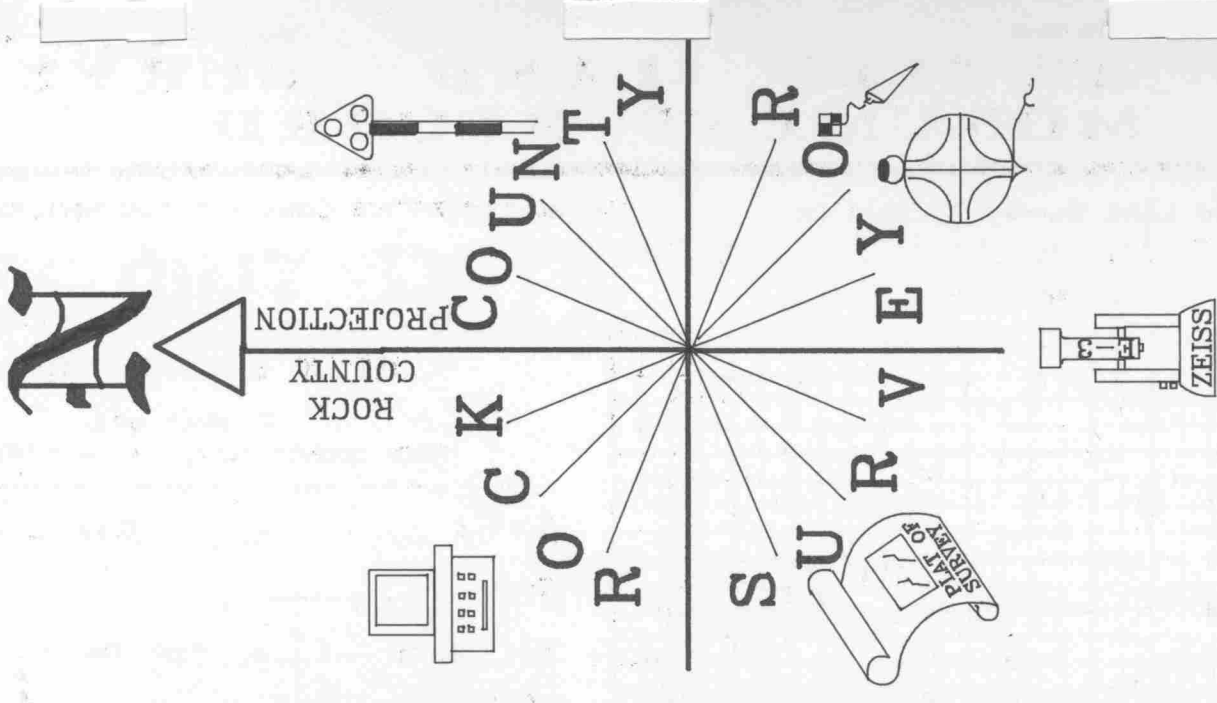 N
ROCK COUNTY
PROJECTION
ROCK COUNTY
SURVEYOR
PLAT OF
SURVEY
ZEISS